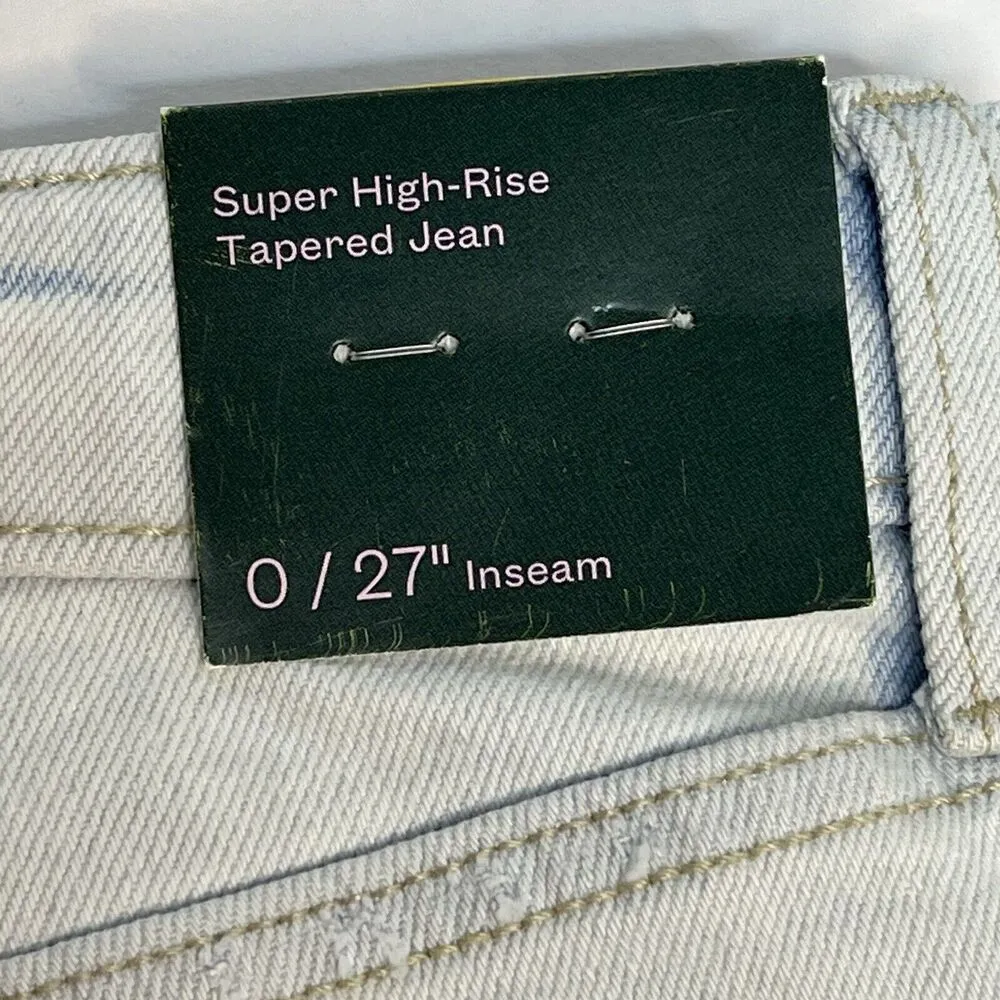 Super High-Rise
Tapered Jean
0 / 27" Inseam